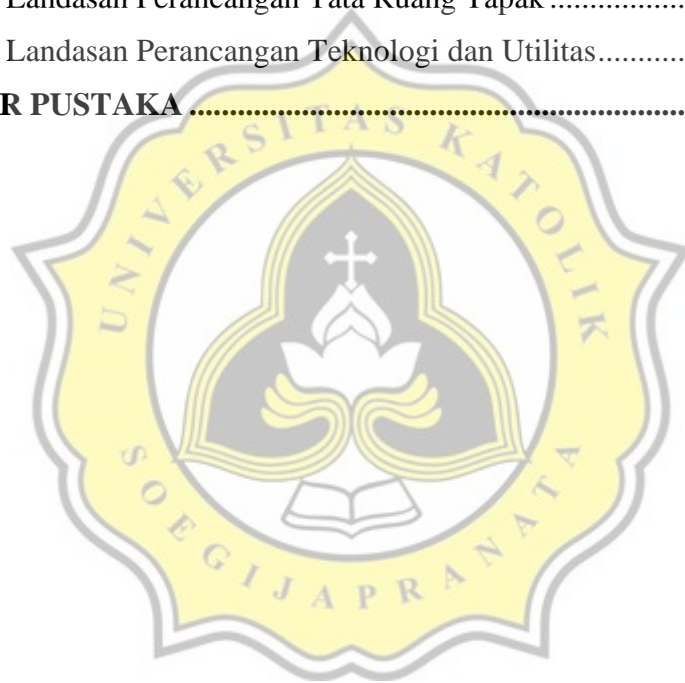 Landasan Perancangan Tata Ruang Tapak ..................
Landasan Perancangan Teknologi dan Utilitas...........
R PUSTAKA ...............................................................
UNIVERSITAS KATOLIK
SOEGIJAPRANATA